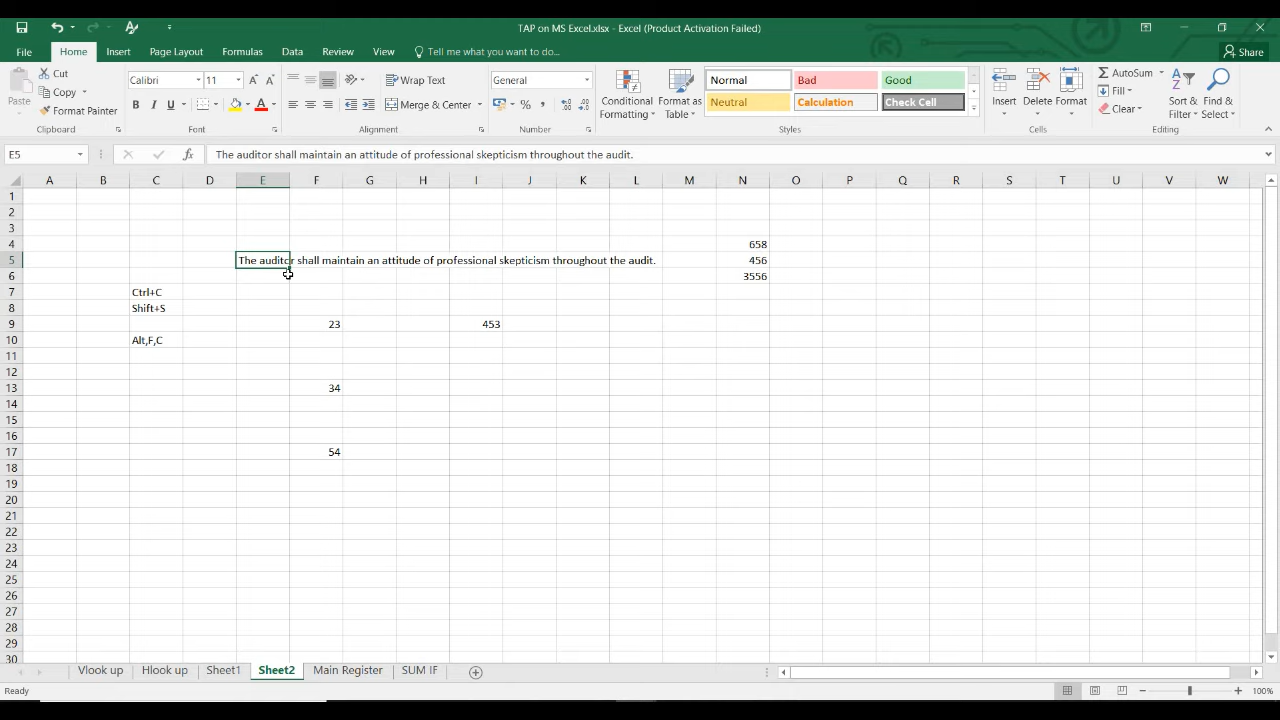 TAP on MS Excel.xlsx - Excel (Product Activation Failed)
File Home Insert Page Layout Formulas Data Review View Tell me what you want to do... Share
Paste
Cut
Copy
Format Painter
Clipboard
Calibri 11
B I U A
Font
Wrap Text
Merge & Center
Alignment
General
% ,
Number
Conditional Formatting
Format as Table
Normal Bad Good
Neutral Calculation Check Cell
Styles
Insert Delete Format
Cells
AutoSum
Fill
Clear
Sort & Filter
Find & Select
Editing
E5 fx The auditor shall maintain an attitude of professional skepticism throughout the audit.
A B C D E F G H I J K L M N O P Q R S T U V W
1
2
3
4 658
5 The auditor shall maintain an attitude of professional skepticism throughout the audit. 456
6 3556
7 Ctrl+C
8 Shift+S
9 23 453
10 Alt,F,C
11
12
13 34
14
15
16
17 54
18
19
20
21
22
23
24
25
26
27
28
29
30
Vlook up Hlook up Sheet1 Sheet2 Main Register SUM IF
Ready 100%